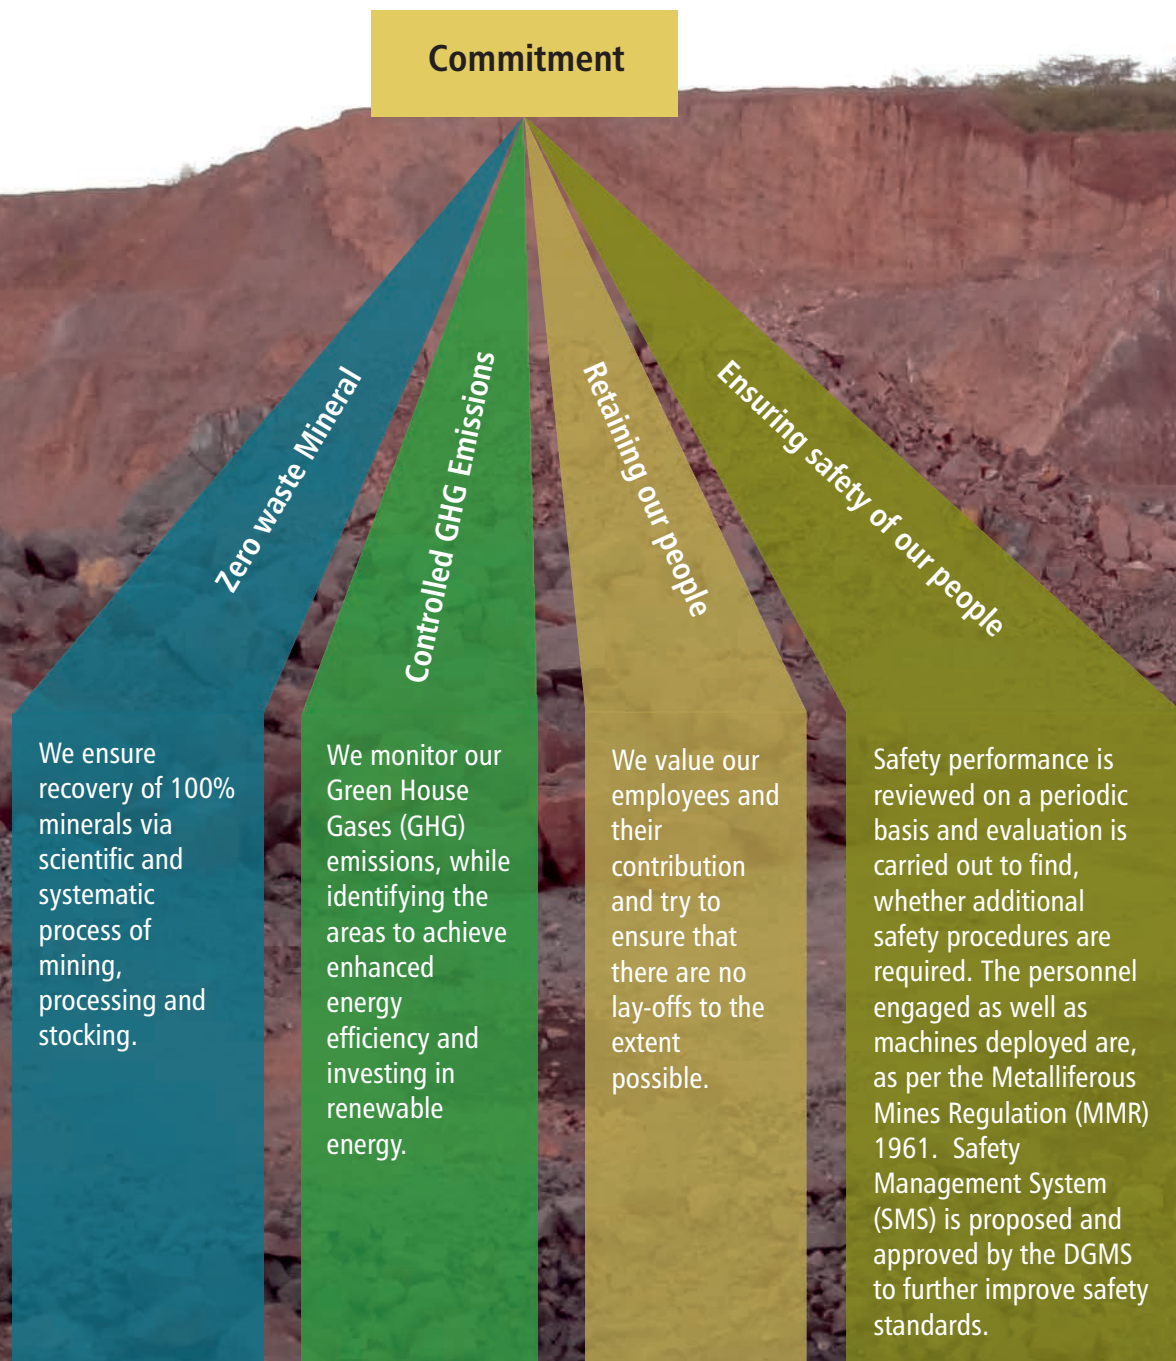 Commitment
Zero waste Mineral
We ensure
recovery of 100%
minerals via
scientific and
systematic
process of
mining,
processing and
stocking.
Controlled GHG Emissions
We monitor our
Green House
Gases (GHG)
emissions, while
identifying the
areas to achieve
enhanced
energy
efficiency and
investing in
renewable
energy.
Retaining our people
We value our
employees and
their
contribution
and try to
ensure that
there are no
lay-offs to the
extent
possible.
Ensuring safety of our people
Safety performance is
reviewed on a periodic
basis and evaluation is
carried out to find,
whether additional
safety procedures are
required. The personnel
engaged as well as
machines deployed are,
as per the Metalliferous
Mines Regulation (MMR)
1961.  Safety
Management System
(SMS) is proposed and
approved by the DGMS
to further improve safety
standards.